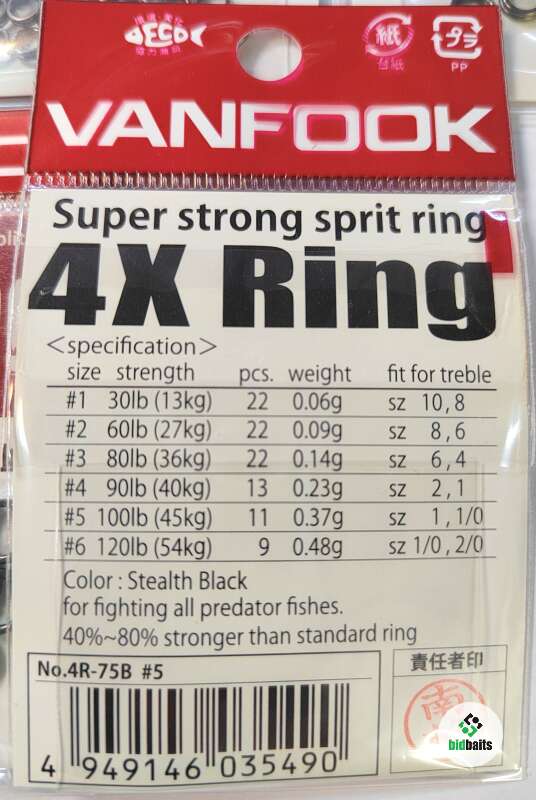 環境・変化
ECO
紙
台紙
プラ
PP
VANFOOK
Super strong sprit ring
4X Ring
<specification>
size strength pcs. weight fit for treble
#1 30lb (13kg) 22 0.06g sz 10,8
#2 60lb (27kg) 22 0.09g sz 8,6
#3 80lb (36kg) 22 0.14g sz 6,4
#4 90lb (40kg) 13 0.23g sz 2,1
#5 100lb (45kg) 11 0.37g sz 1,1/0
#6 120lb (54kg) 9 0.48g sz 1/0,2/0
Color : Stealth Black
for fighting all predator fishes.
40%~80% stronger than standard ring
No.4R-75B #5
責任者印
南
4 949146 035490
bidbaits